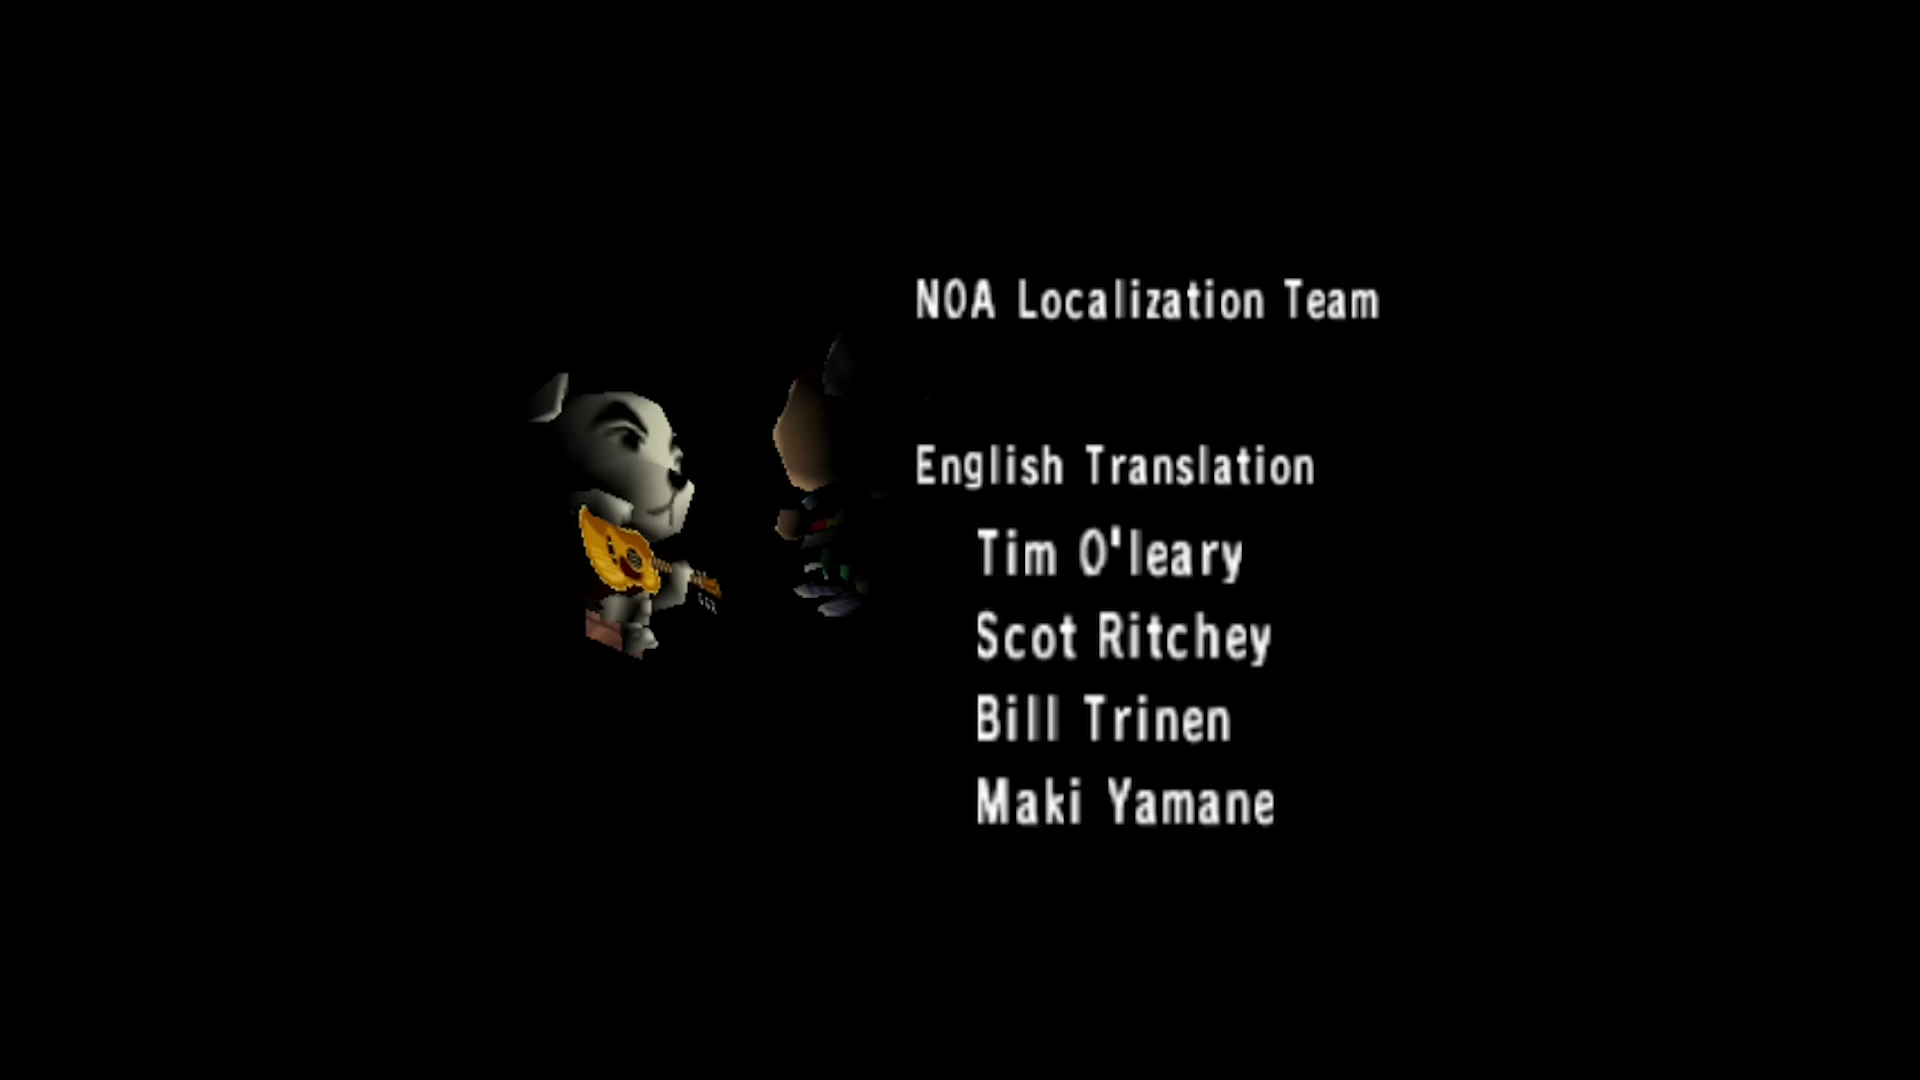 NOA Localization Team
English Translation
Tim O'leary
Scot Ritchey
Bill Trinen
Maki Yamane